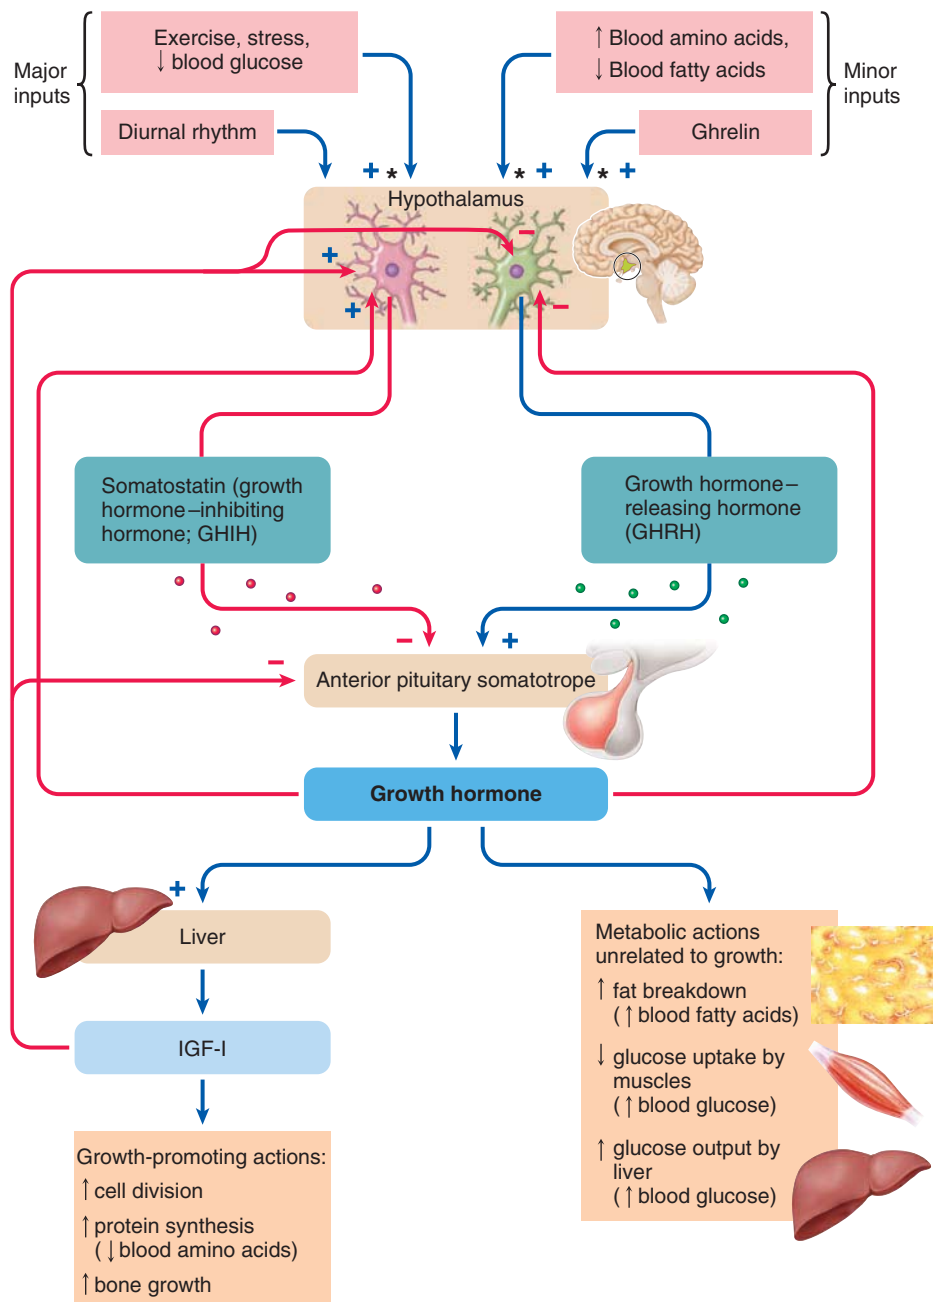 Major
inputs
Exercise, stress,
↓ blood glucose
Diurnal rhythm
↑ Blood amino acids,
↓ Blood fatty acids
Ghrelin
Minor
inputs
+ *
* +
* +
Hypothalamus
+
−
+
−
Somatostatin (growth
hormone–inhibiting
hormone; GHIH)
Growth hormone–
releasing hormone
(GHRH)
−
+
−
Anterior pituitary somatotrope
Growth hormone
+
Liver
IGF-I
Growth-promoting actions:
↑ cell division
↑ protein synthesis
(↓ blood amino acids)
↑ bone growth
Metabolic actions
unrelated to growth:
↑ fat breakdown
(↑ blood fatty acids)
↓ glucose uptake by
muscles
(↑ blood glucose)
↑ glucose output by
liver
(↑ blood glucose)